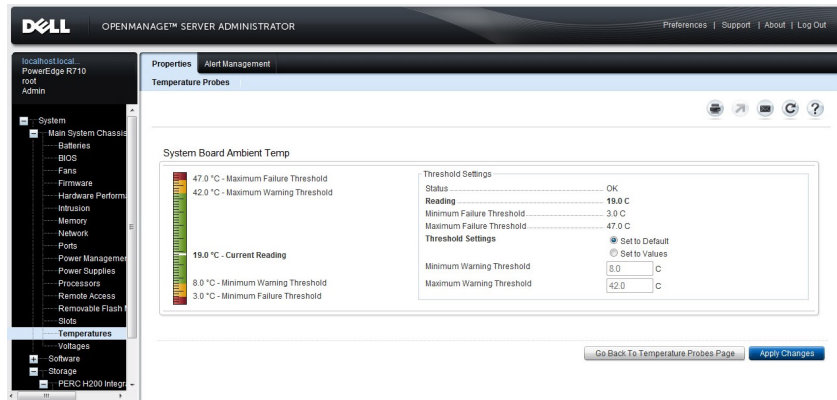 DELL OPENMANAGE™ SERVER ADMINISTRATOR
Preferences | Support | About | Log Out
localhost.local...
PowerEdge R710
root
Admin
Properties Alert Management
Temperature Probes
System
Main System Chassis
Batteries
BIOS
Fans
Firmware
Hardware Perform
Intrusion
Memory
Network
Ports
Power Managemer
Power Supplies
Processors
Remote Access
Removable Flash
Slots
Temperatures
Voltages
Software
Storage
PERC H200 Integr
System Board Ambient Temp
47.0 °C - Maximum Failure Threshold
42.0 °C - Maximum Warning Threshold
19.0 °C - Current Reading
8.0 °C - Minimum Warning Threshold
3.0 °C - Minimum Failure Threshold
Threshold Settings
Status OK
Reading 19.0 C
Minimum Failure Threshold 3.0 C
Maximum Failure Threshold 47.0 C
Threshold Settings Set to Default
Set to Values
Minimum Warning Threshold 8.0 C
Maximum Warning Threshold 42.0 C
Go Back To Temperature Probes Page Apply Changes